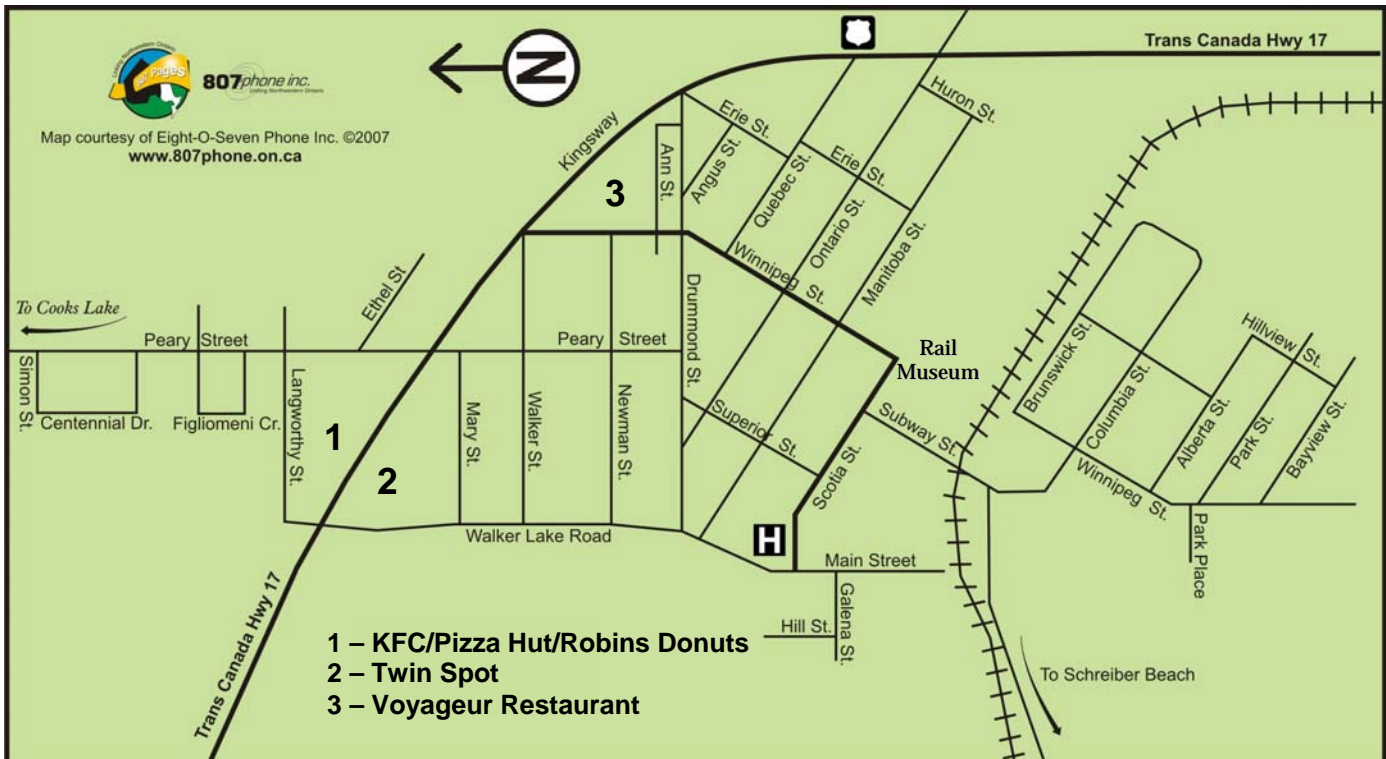 Trans Canada Hwy 17
807 Pages
Linking Northwestern Ontario
807phone inc.
Linking Northwestern Ontario
Map courtesy of Eight-O-Seven Phone Inc. ©2007
www.807phone.on.ca
N
Kingsway
Huron St.
Erie St.
Ann St.
Angus St.
Quebec St.
Erie St.
Ontario St.
Manitoba St.
3
Winnipeg St.
Ethel St
To Cooks Lake
Peary Street
Peary Street
Drummond St.
Rail
Museum
Simon St.
Centennial Dr.
Figliomeni Cr.
Langworthy St.
1
2
Mary St.
Walker St.
Newman St.
Superior St.
Scotia St.
Subway St.
Brunswick St.
Columbia St.
Hillview St.
Alberta St.
Park St.
Bayview St.
Winnipeg St.
Park Place
Walker Lake Road
H
Main Street
Galena St.
Hill St.
Trans Canada Hwy 17
To Schreiber Beach
1 – KFC/Pizza Hut/Robins Donuts
2 – Twin Spot
3 – Voyageur Restaurant